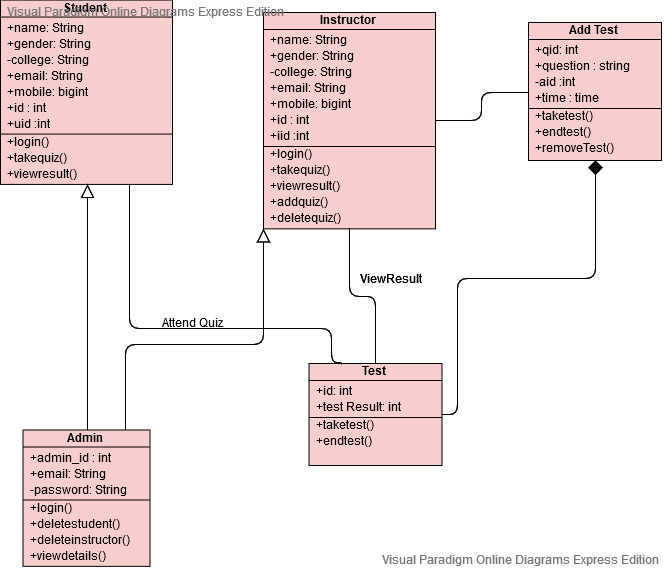 Visual Paradigm Online Diagrams Express Edition
Student
+name: String
+gender: String
-college: String
+email: String
+mobile: bigint
+id : int
+uid :int
+login()
+takequiz()
+viewresult()
Instructor
+name: String
+gender: String
-college: String
+email: String
+mobile: bigint
+id : int
+iid :int
+login()
+takequiz()
+viewresult()
+addquiz()
+deletequiz()
Add Test
+qid: int
+question : string
-aid :int
+time : time
+taketest()
+endtest()
+removeTest()
ViewResult
Attend Quiz
Test
+id: int
+test Result: int
+taketest()
+endtest()
Admin
+admin_id : int
+email: String
-password: String
+login()
+deletestudent()
+deleteinstructor()
+viewdetails()
Visual Paradigm Online Diagrams Express Edition